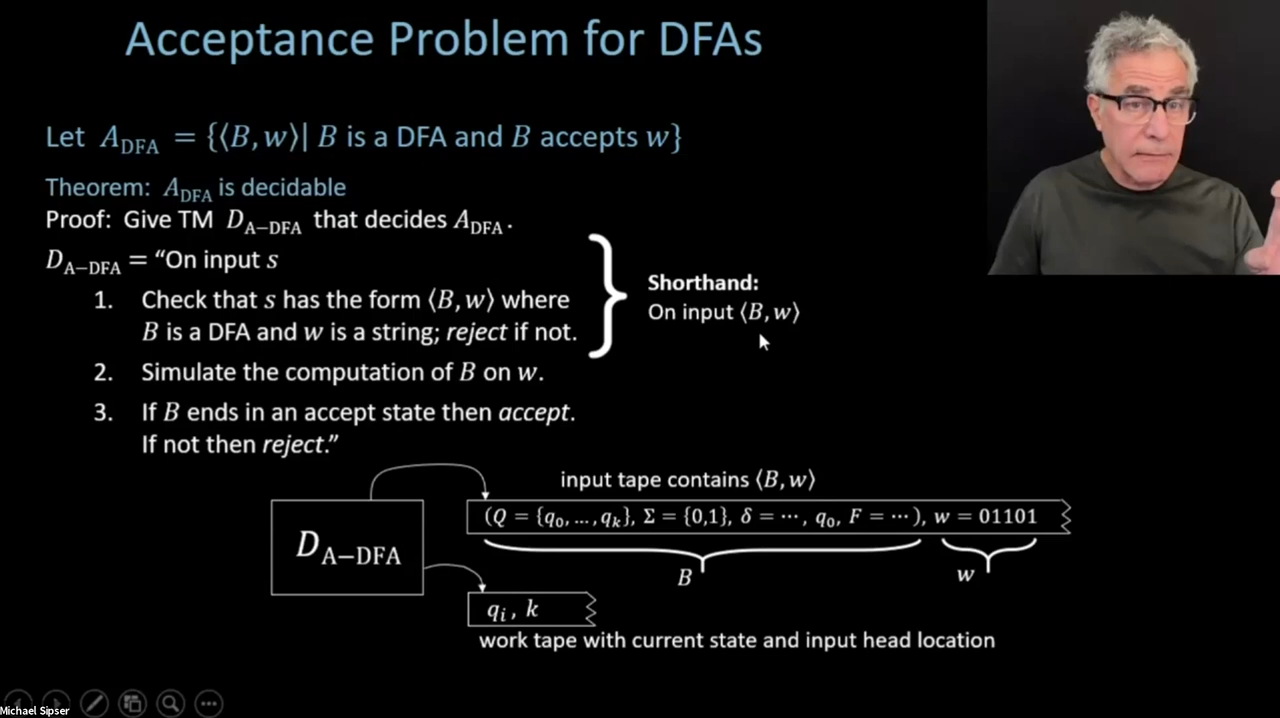 Acceptance Problem for DFAs
Let A_DFA = {⟨B, w⟩| B is a DFA and B accepts w}
Theorem: A_DFA is decidable
Proof: Give TM D_A−DFA that decides A_DFA.
D_A−DFA = “On input s
1. Check that s has the form ⟨B, w⟩ where
B is a DFA and w is a string; reject if not.
2. Simulate the computation of B on w.
3. If B ends in an accept state then accept.
If not then reject.”
Shorthand:
On input ⟨B, w⟩
input tape contains ⟨B, w⟩
(Q = {q₀, … , qₖ}, Σ = {0,1}, δ = ⋯ , q₀, F = ⋯ ), w = 01101
B
w
D_A−DFA
qᵢ, k
work tape with current state and input head location
Michael Sipser